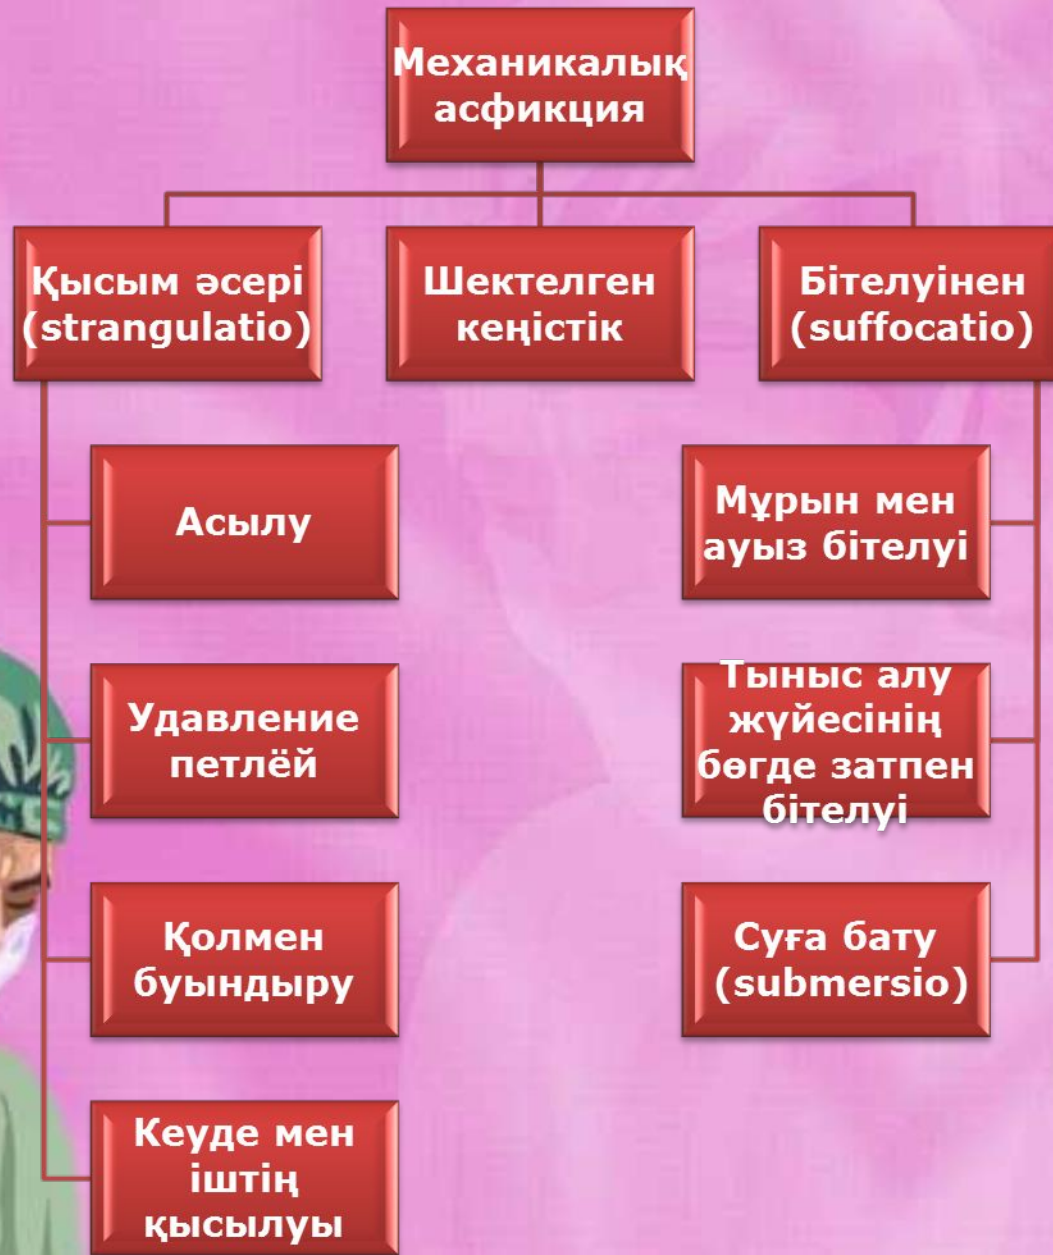 Механикалық
асфикция
Қысым әсері
(strangulatio)
Шектелген
кеңістік
Бітелуінен
(suffocatio)
Асылу
Удавление
петлёй
Қолмен
буындыру
Кеуде мен
іштің
қысылуы
Мұрын мен
ауыз бітелуі
Тыныс алу
жүйесінің
бөгде затпен
бітелуі
Суға бату
(submersio)